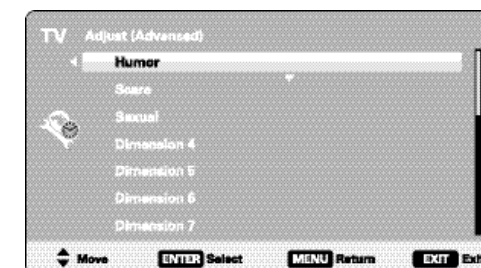 TV Adjust (Advansed)
Humor
Scare
Sexual
Dimension 4
Dimension 5
Dimension 6
Dimension 7
Move ENTER Select MENU Return EXIT